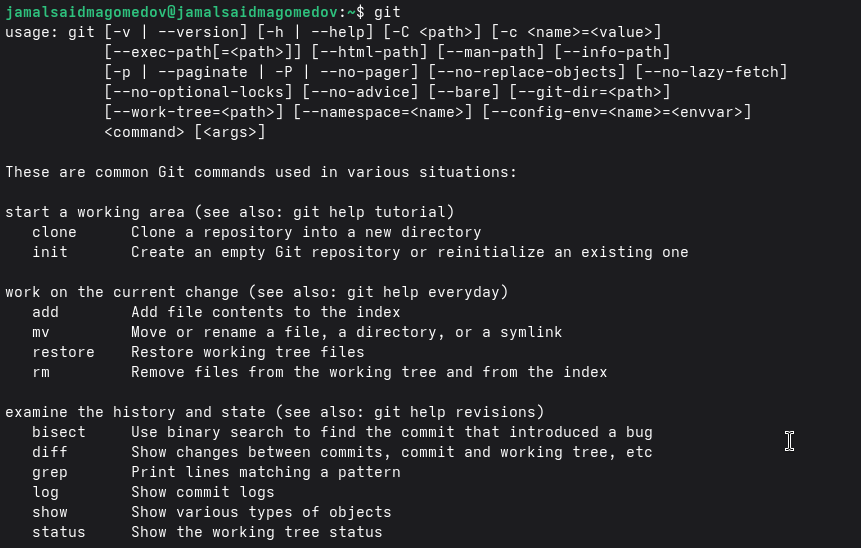 jamalsaidmagomedov@jamalsaidmagomedov:~$ git
usage: git [-v | --version] [-h | --help] [-C <path>] [-c <name>=<value>]
           [--exec-path[=<path>]] [--html-path] [--man-path] [--info-path]
           [-p | --paginate | -P | --no-pager] [--no-replace-objects] [--no-lazy-fetch]
           [--no-optional-locks] [--no-advice] [--bare] [--git-dir=<path>]
           [--work-tree=<path>] [--namespace=<name>] [--config-env=<name>=<envvar>]
           <command> [<args>]

These are common Git commands used in various situations:

start a working area (see also: git help tutorial)
   clone      Clone a repository into a new directory
   init       Create an empty Git repository or reinitialize an existing one

work on the current change (see also: git help everyday)
   add        Add file contents to the index
   mv         Move or rename a file, a directory, or a symlink
   restore    Restore working tree files
   rm         Remove files from the working tree and from the index

examine the history and state (see also: git help revisions)
   bisect     Use binary search to find the commit that introduced a bug
   diff       Show changes between commits, commit and working tree, etc
   grep       Print lines matching a pattern
   log        Show commit logs
   show       Show various types of objects
   status     Show the working tree status